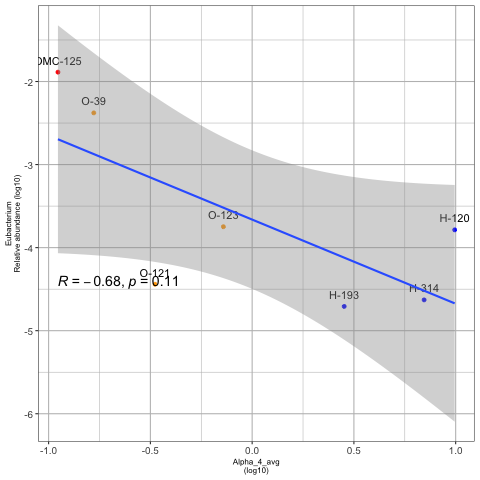 OMC-125
-2
O-39
-3
O-123
H-120
-4
O-121
R = −0.68, p = 0.11
H-314
H-193
-5
-6
Eubacterium
Relative abundance (log10)
-1.0 -0.5 0.0 0.5 1.0
Alpha_4_avg
(log10)